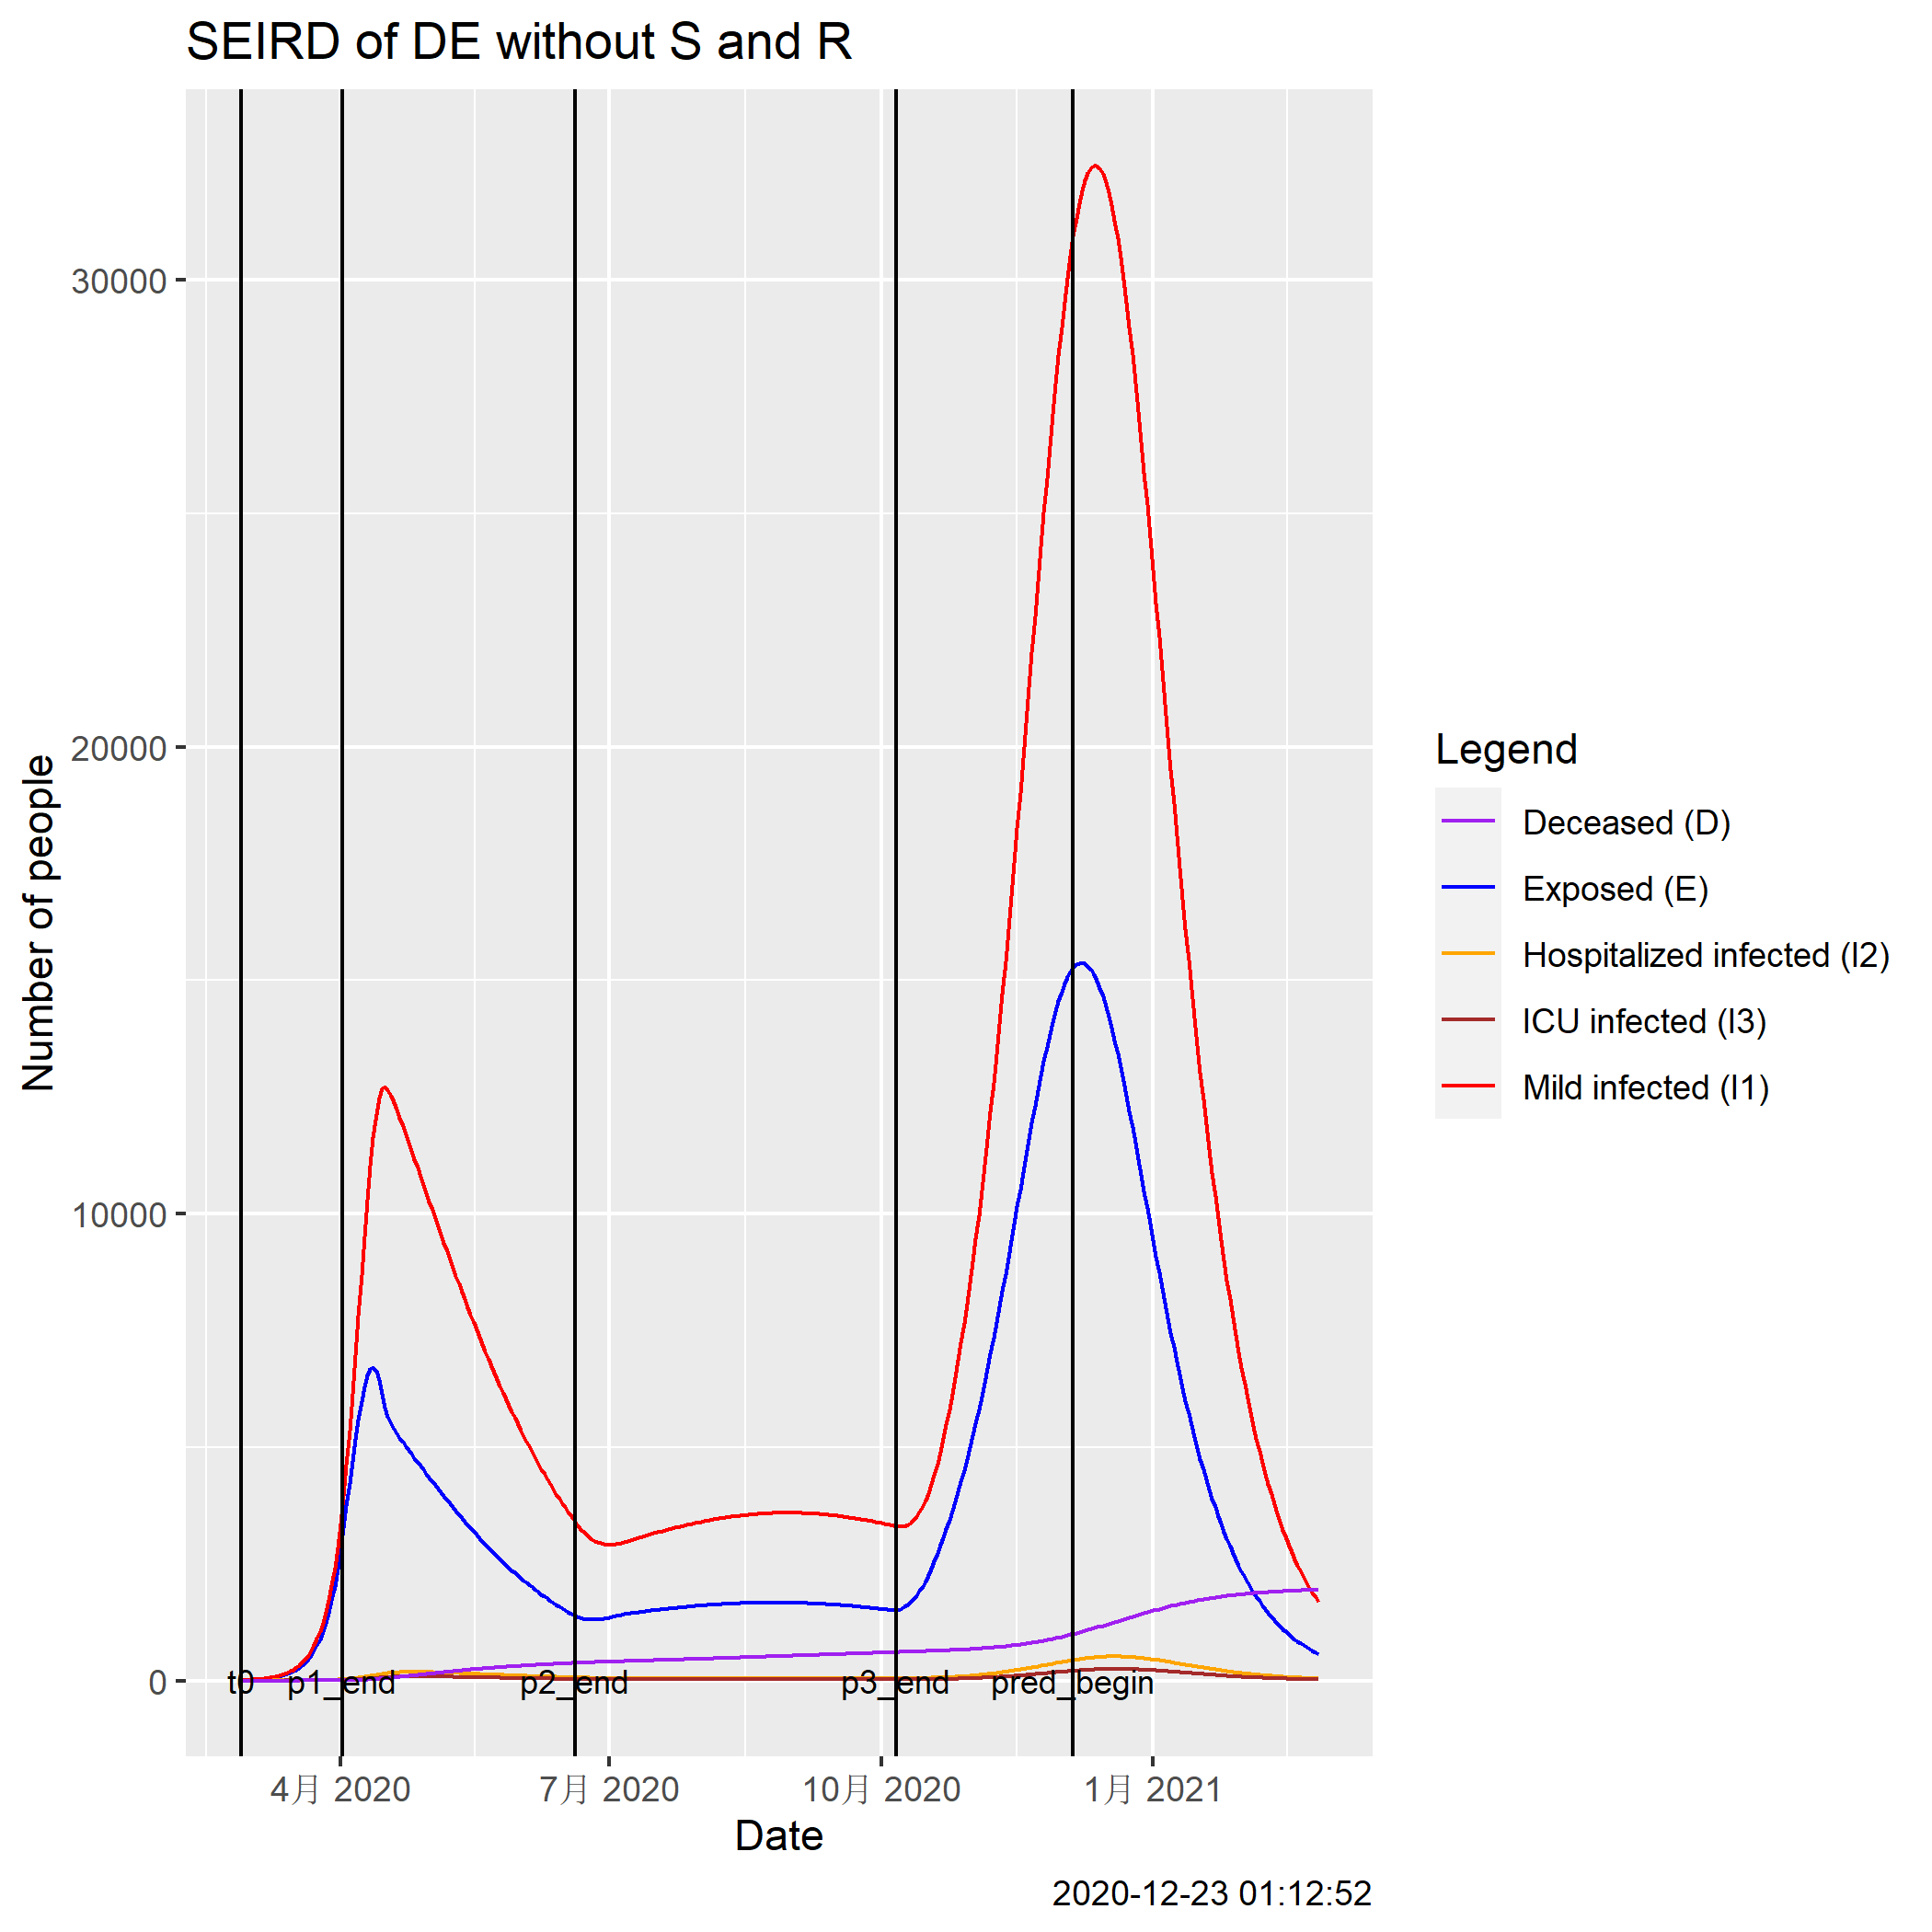 SEIRD of DE without S and R
Number of people
30000
20000
10000
0
t0 p1_end p2_end p3_end pred_begin
4月 2020 7月 2020 10月 2020 1月 2021
Date
Legend
Deceased (D)
Exposed (E)
Hospitalized infected (I2)
ICU infected (I3)
Mild infected (I1)
2020-12-23 01:12:52